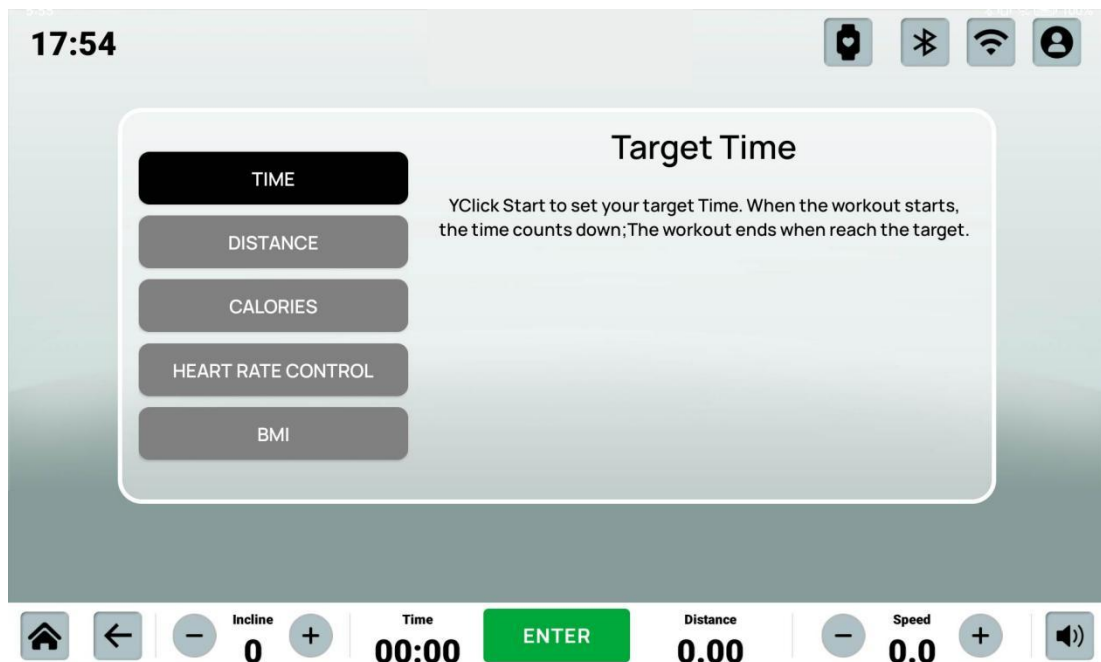 17:54
Target Time
TIME
YClick Start to set your target Time. When the workout starts,
the time counts down;The workout ends when reach the target.
DISTANCE
CALORIES
HEART RATE CONTROL
BMI
Incline
0
Time
00:00
ENTER
Distance
0.00
Speed
0.0